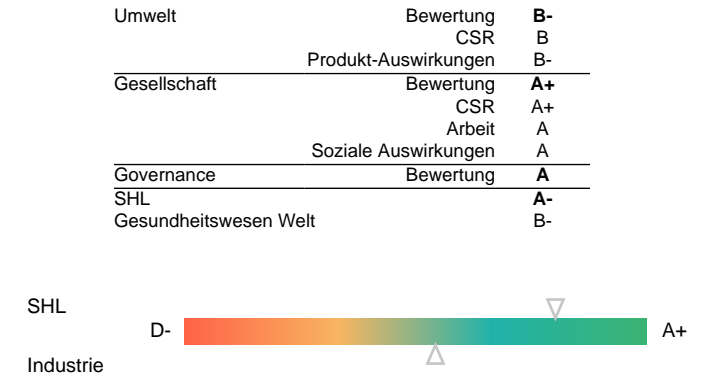 Umwelt Bewertung B-
CSR B
Produkt-Auswirkungen B-
Gesellschaft Bewertung A+
CSR A+
Arbeit A
Soziale Auswirkungen A
Governance Bewertung A
SHL A-
Gesundheitswesen Welt B-
SHL
D- A+
Industrie